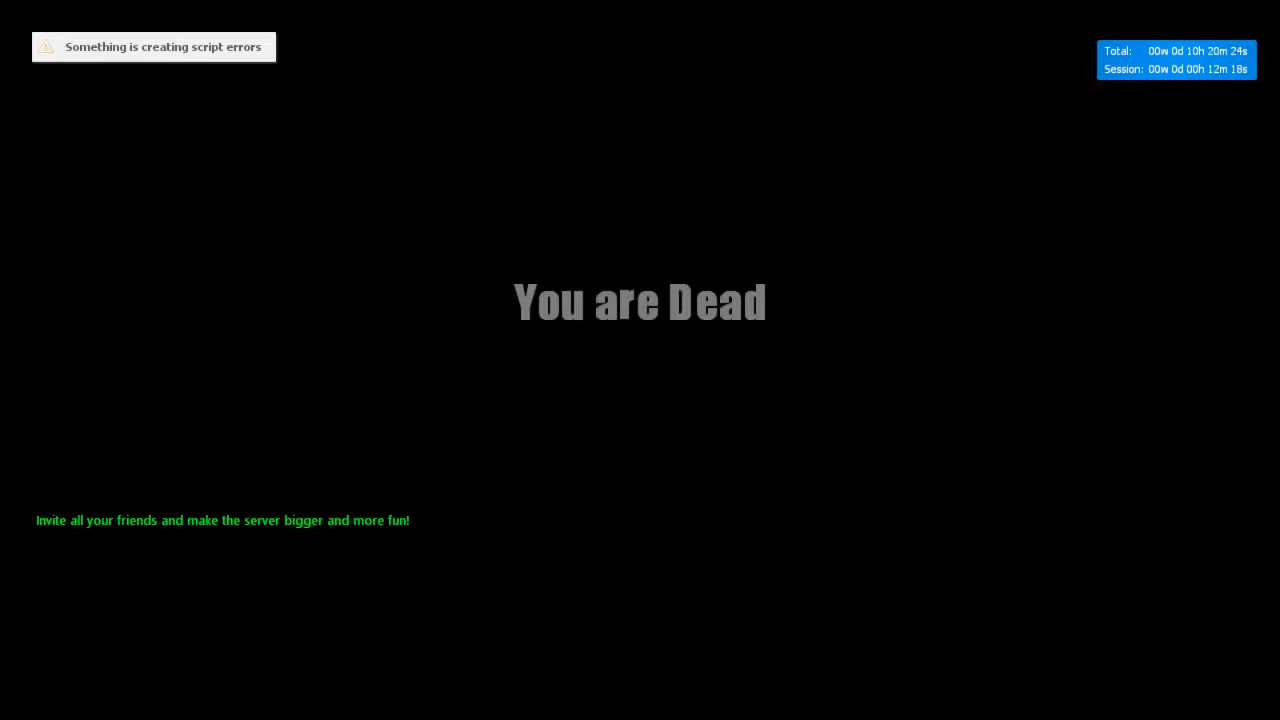 Something is creating script errors
Total: 00w 0d 10h 20m 24s
Session: 00w 0d 00h 12m 18s
You are Dead
Invite all your friends and make the server bigger and more fun!